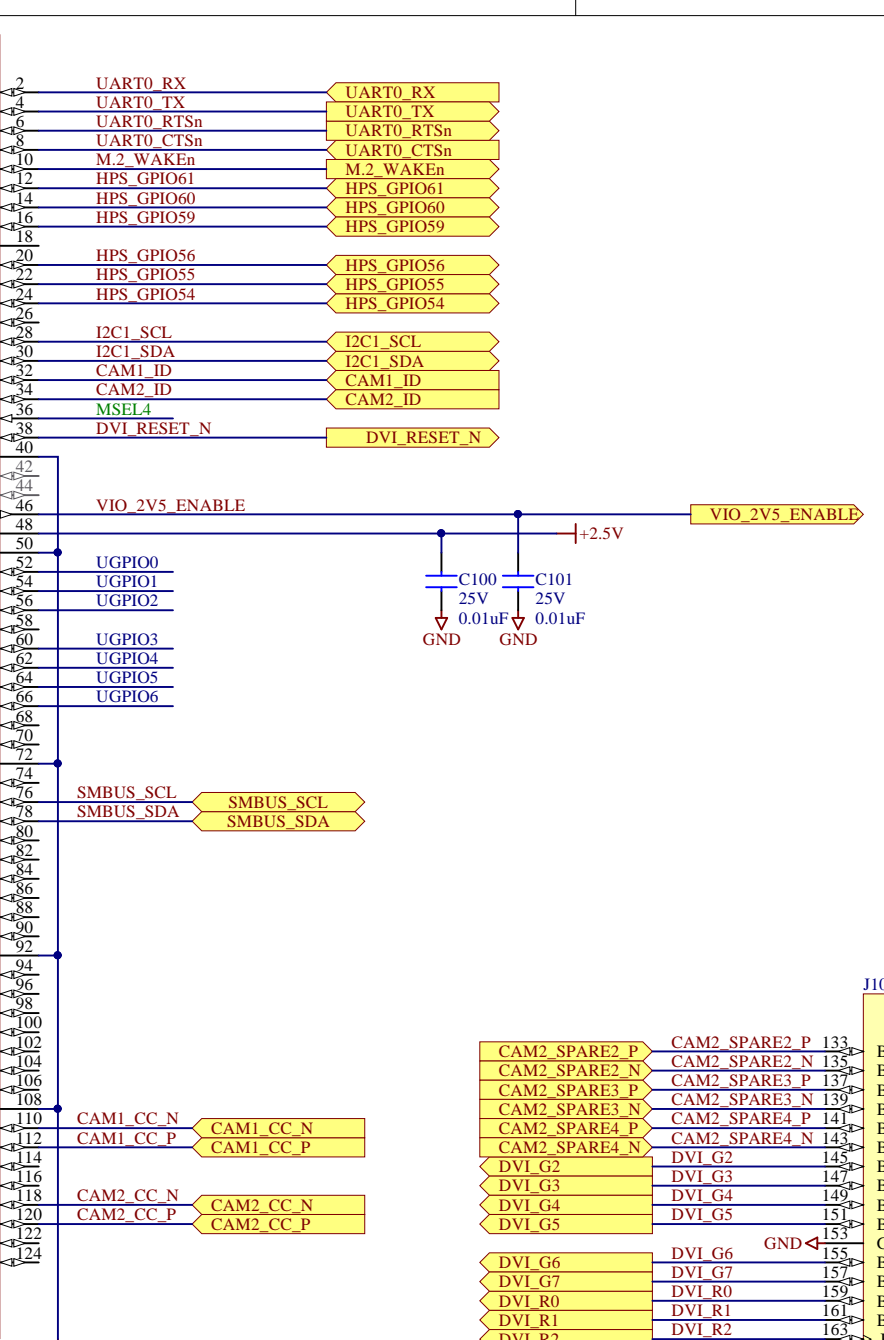 2 UART0_RX UART0_RX
4 UART0_TX UART0_TX
6 UART0_RTSn UART0_RTSn
8 UART0_CTSn UART0_CTSn
10 M.2_WAKEn M.2_WAKEn
12 HPS_GPIO61 HPS_GPIO61
14 HPS_GPIO60 HPS_GPIO60
16 HPS_GPIO59 HPS_GPIO59
18
20 HPS_GPIO56 HPS_GPIO56
22 HPS_GPIO55 HPS_GPIO55
24 HPS_GPIO54 HPS_GPIO54
26
28 I2C1_SCL I2C1_SCL
30 I2C1_SDA I2C1_SDA
32 CAM1_ID CAM1_ID
34 CAM2_ID CAM2_ID
36 MSEL4
38 DVI_RESET_N DVI_RESET_N
40
42
44
46 VIO_2V5_ENABLE VIO_2V5_ENABLE
48 +2.5V
50
52 UGPIO0
54 UGPIO1
56 UGPIO2
58
60 UGPIO3
62 UGPIO4
64 UGPIO5
66 UGPIO6
68
70
72
74
76 SMBUS_SCL SMBUS_SCL
78 SMBUS_SDA SMBUS_SDA
80
82
84
86
88
90
92
94
96
98
100
102
104
106
108
110 CAM1_CC_N CAM1_CC_N
112 CAM1_CC_P CAM1_CC_P
114
116
118 CAM2_CC_N CAM2_CC_N
120 CAM2_CC_P CAM2_CC_P
122
124
C100
25V
0.01uF
GND
C101
25V
0.01uF
GND
J10
CAM2_SPARE2_P CAM2_SPARE2_P 133
CAM2_SPARE2_N CAM2_SPARE2_N 135
CAM2_SPARE3_P CAM2_SPARE3_P 137
CAM2_SPARE3_N CAM2_SPARE3_N 139
CAM2_SPARE4_P CAM2_SPARE4_P 141
CAM2_SPARE4_N CAM2_SPARE4_N 143
DVI_G2 DVI_G2 145
DVI_G3 DVI_G3 147
DVI_G4 DVI_G4 149
DVI_G5 DVI_G5 151
GND 153
DVI_G6 DVI_G6 155
DVI_G7 DVI_G7 157
DVI_R0 DVI_R0 159
DVI_R1 DVI_R1 161
DVI_R2 DVI_R2 163